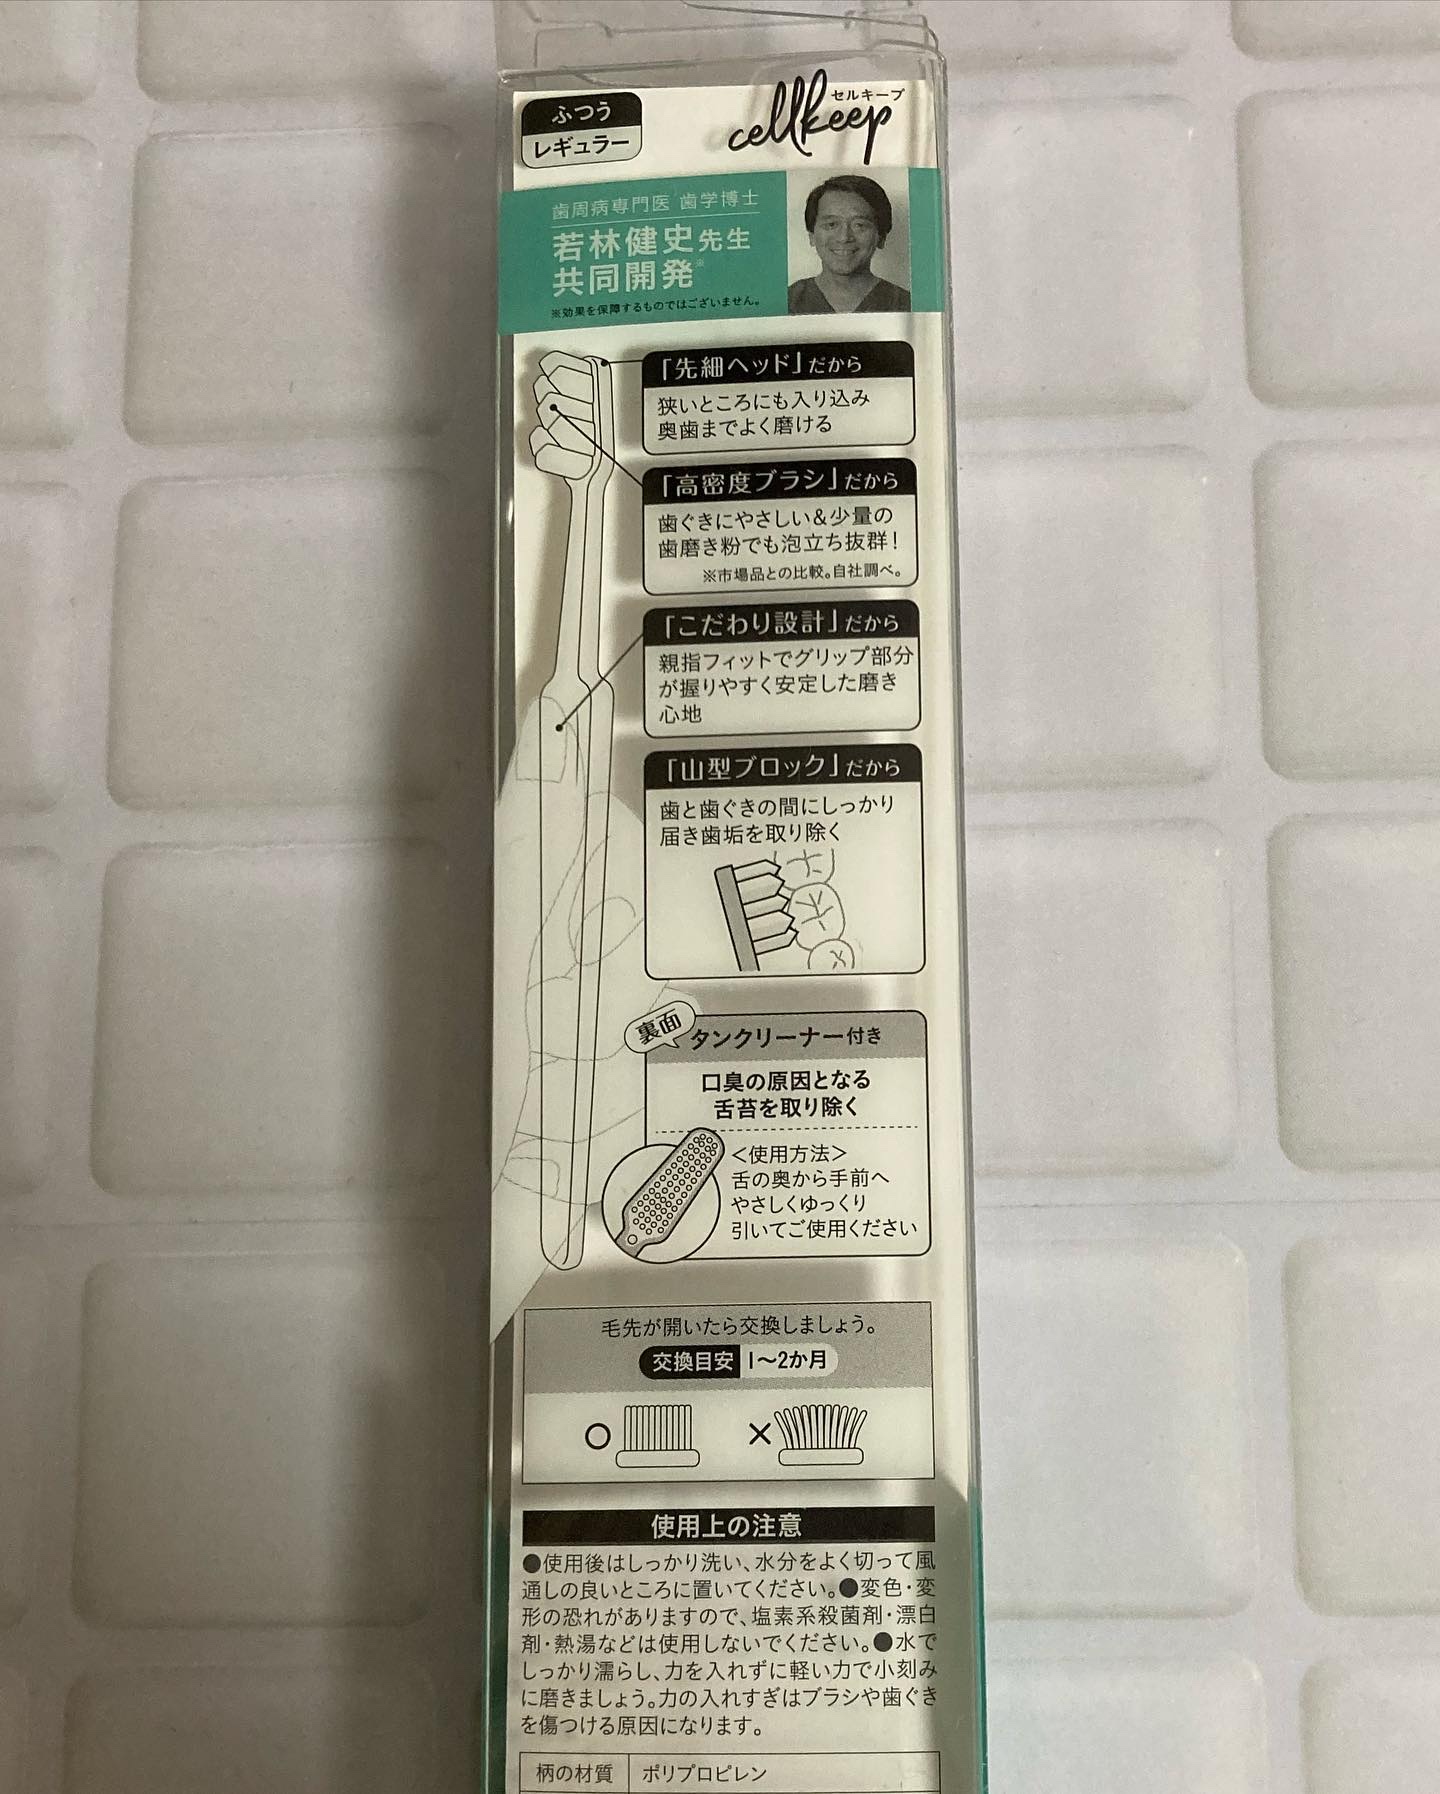 ふつう
レギュラー
セルキープ
cellkeep
歯周病専門医 歯学博士
若林健史先生
共同開発※
※効果を保障するものではございません。
「先細ヘッド」だから
狭いところにも入り込み
奥歯までよく磨ける
「高密度ブラシ」だから
歯ぐきにやさしい&少量の
歯磨き粉でも泡立ち抜群!
※市場品との比較。自社調べ。
「こだわり設計」だから
親指フィットでグリップ部分
が握りやすく安定した磨き
心地
「山型ブロック」だから
歯と歯ぐきの間にしっかり
届き歯垢を取り除く
裏面
タンクリーナー付き
口臭の原因となる
舌苔を取り除く
<使用方法>
舌の奥から手前へ
やさしくゆっくり
引いてご使用ください
毛先が開いたら交換しましょう。
交換目安 1〜2か月
○ ×
使用上の注意
●使用後はしっかり洗い、水分をよく切って風
通しの良いところに置いてください。●変色・変
形の恐れがありますので、塩素系殺菌剤・漂白
剤・熱湯などは使用しないでください。●水で
しっかり濡らし、力を入れずに軽い力で小刻み
に磨きましょう。力の入れすぎはブラシや歯ぐき
を傷つける原因になります。
柄の材質 ポリプロピレン